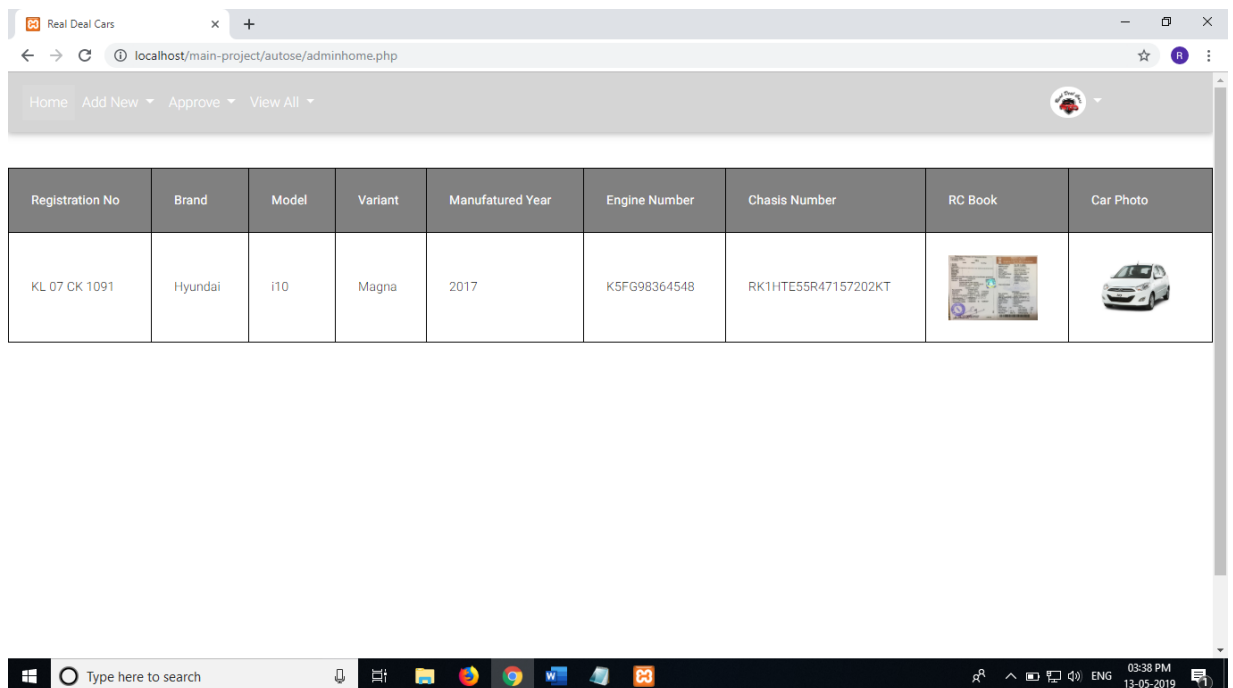 Real Deal Cars
localhost/main-project/autose/adminhome.php
R
Home Add New Approve View All
Registration No Brand Model Variant Manufatured Year Engine Number Chasis Number RC Book Car Photo
KL 07 CK 1091 Hyundai i10 Magna 2017 K5FG98364548 RK1HTE55R47157202KT
Type here to search
ENG
03:38 PM
13-05-2019
1